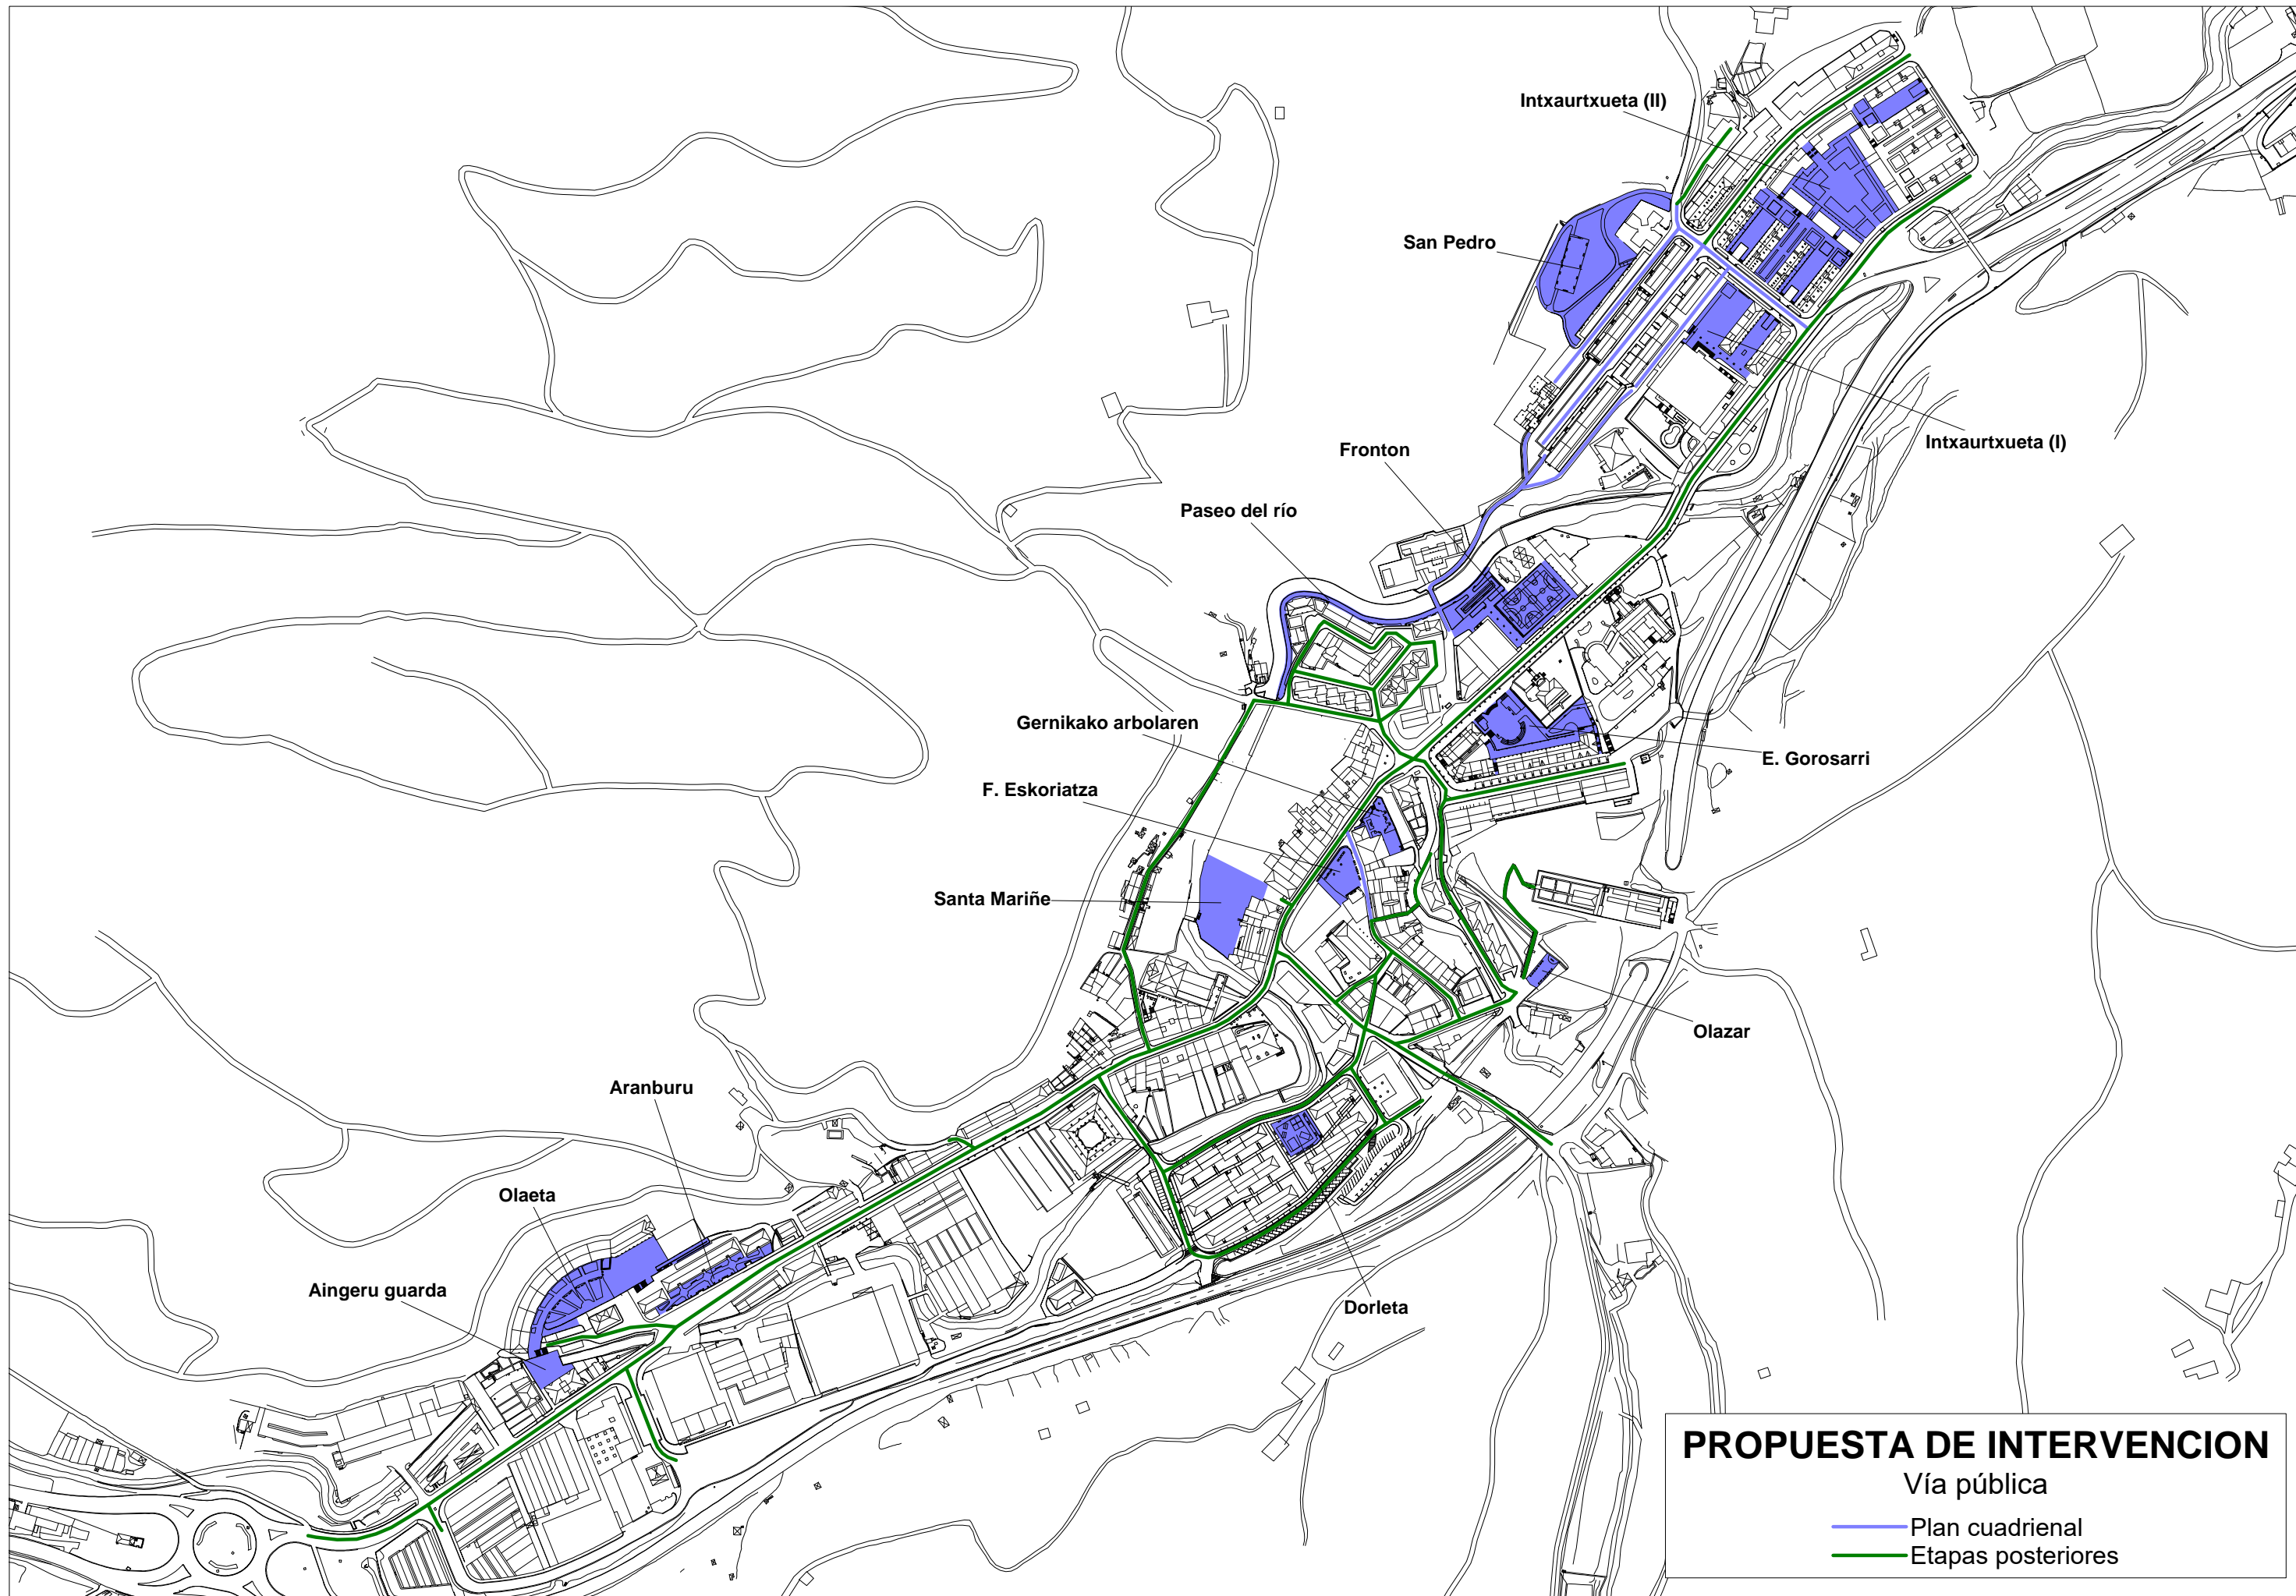 Intxaurtxueta (II)
San Pedro
Intxaurtxueta (I)
Fronton
Paseo del río
Gernikako arbolaren
E. Gorosarri
F. Eskoriatza
Santa Mariñe
Olazar
Aranburu
Olaeta
Aingeru guarda
Dorleta
PROPUESTA DE INTERVENCION
Vía pública
Plan cuadrienal
Etapas posteriores